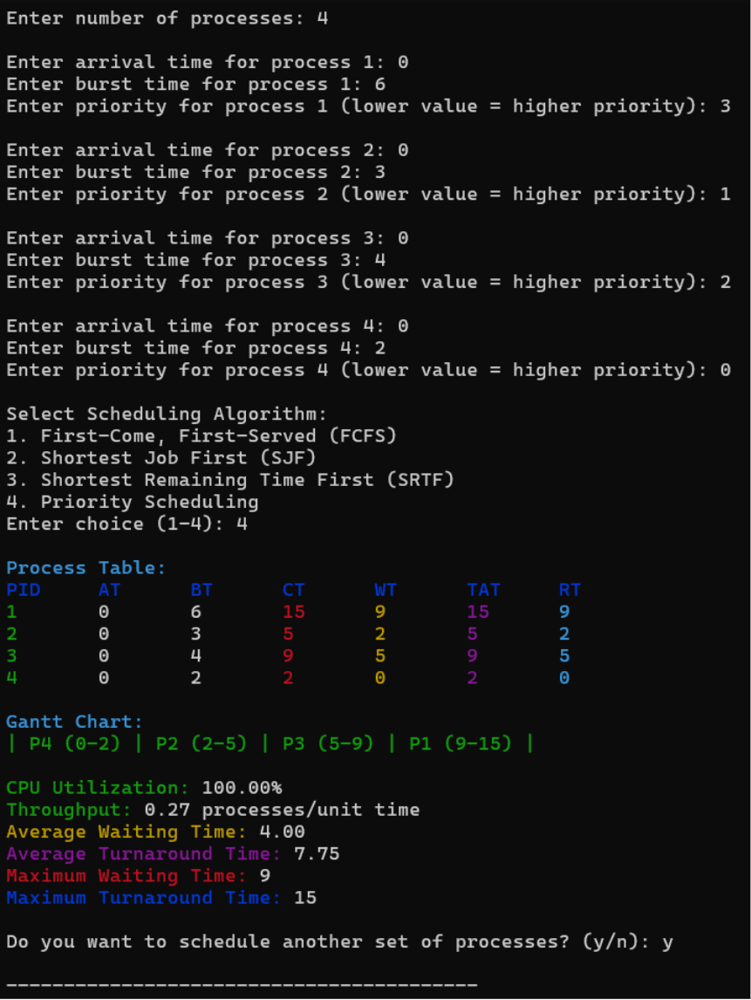 Enter number of processes: 4
Enter arrival time for process 1: 0
Enter burst time for process 1: 6
Enter priority for process 1 (lower value = higher priority): 3
Enter arrival time for process 2: 0
Enter burst time for process 2: 3
Enter priority for process 2 (lower value = higher priority): 1
Enter arrival time for process 3: 0
Enter burst time for process 3: 4
Enter priority for process 3 (lower value = higher priority): 2
Enter arrival time for process 4: 0
Enter burst time for process 4: 2
Enter priority for process 4 (lower value = higher priority): 0
Select Scheduling Algorithm:
1. First-Come, First-Served (FCFS)
2. Shortest Job First (SJF)
3. Shortest Remaining Time First (SRTF)
4. Priority Scheduling
Enter choice (1-4): 4
Process Table:
PID AT BT CT WT TAT RT
1 0 6 15 9 15 9
2 0 3 5 2 5 2
3 0 4 9 5 9 5
4 0 2 2 0 2 0
Gantt Chart:
| P4 (0-2) | P2 (2-5) | P3 (5-9) | P1 (9-15) |
CPU Utilization: 100.00%
Throughput: 0.27 processes/unit time
Average Waiting Time: 4.00
Average Turnaround Time: 7.75
Maximum Waiting Time: 9
Maximum Turnaround Time: 15
Do you want to schedule another set of processes? (y/n): y
-----------------------------------------